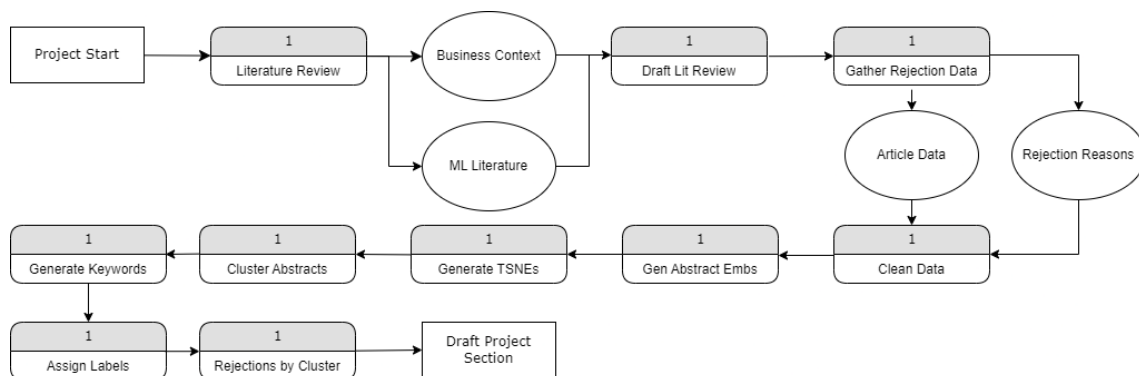 Project Start
1
Literature Review
Business Context
ML Literature
1
Draft Lit Review
1
Gather Rejection Data
Article Data
Rejection Reasons
1
Clean Data
1
Gen Abstract Embs
1
Generate TSNEs
1
Cluster Abstracts
1
Generate Keywords
1
Assign Labels
1
Rejections by Cluster
Draft Project
Section